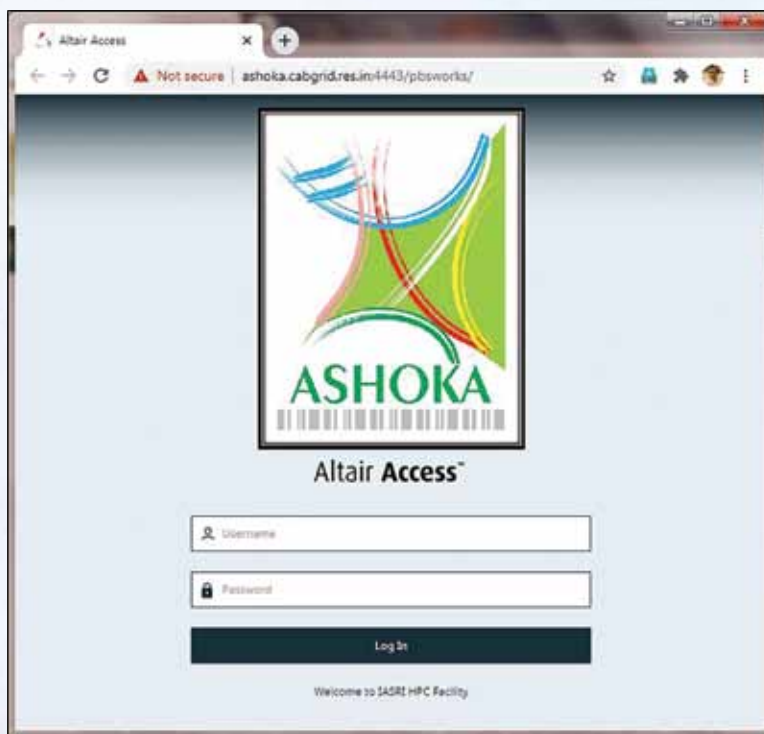 Altair Access
Not secure | ashoka.cabgrid.res.in:4443/pbsworks/
ASHOKA
Altair Access™
Username
Password
Log In
Welcome to IASRI HPC Facility